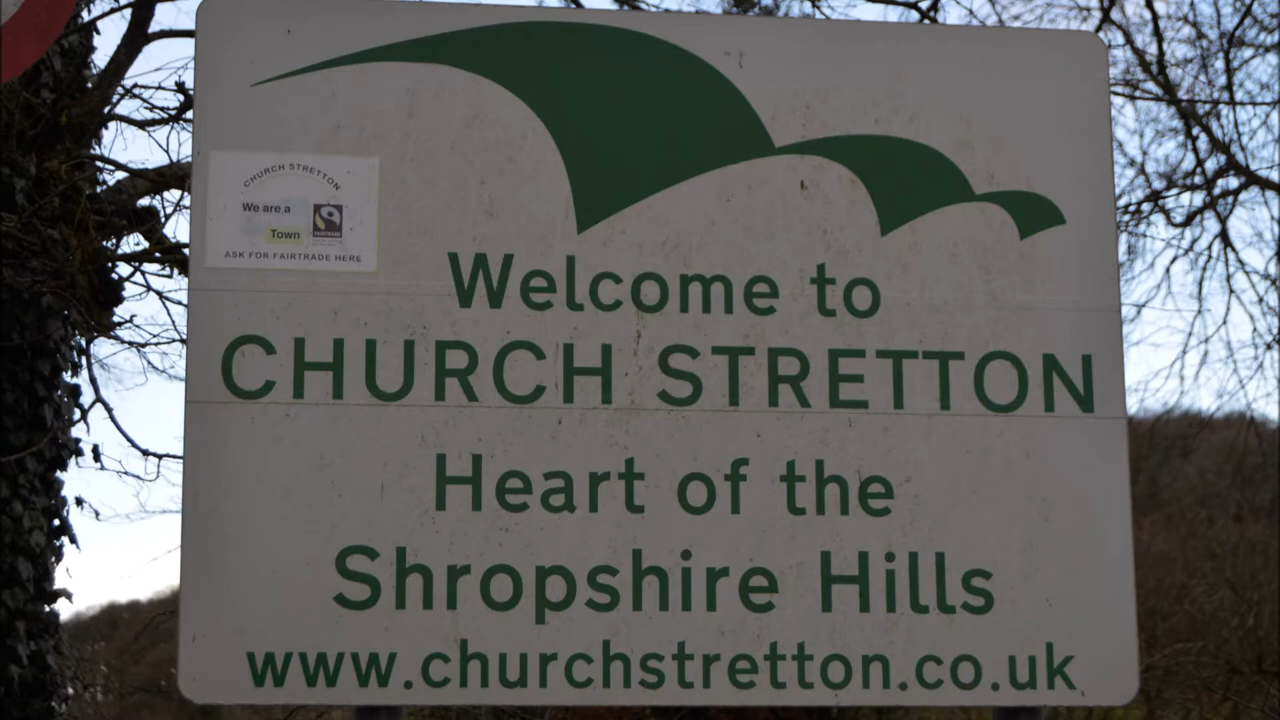 CHURCH STRETTON
We are a
FAIRTRADE
Town
ASK FOR FAIRTRADE HERE
Welcome to
CHURCH STRETTON
Heart of the
Shropshire Hills
www.churchstretton.co.uk